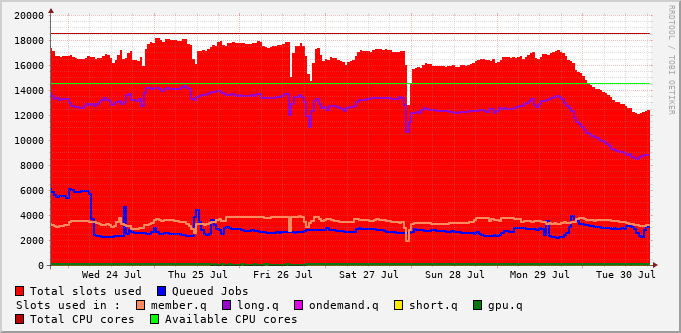 20000
18000
16000
14000
12000
10000
8000
6000
4000
2000
0
Wed 24 Jul Thu 25 Jul Fri 26 Jul Sat 27 Jul Sun 28 Jul Mon 29 Jul Tue 30 Jul
RRDTOOL / TOBI OETIKER
Total slots used Queued Jobs
Slots used in : member.q long.q ondemand.q short.q gpu.q
Total CPU cores Available CPU cores